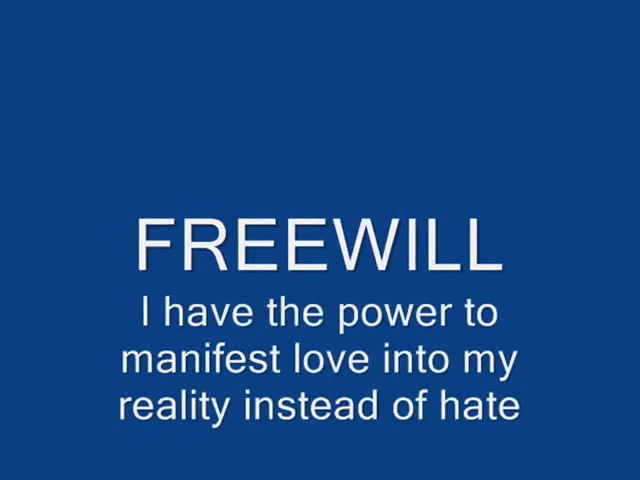 FREEWILL
I have the power to
manifest love into my
reality instead of hate